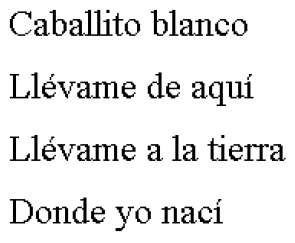 Caballito blanco
Llévame de aquí
Llévame a la tierra
Donde yo nací